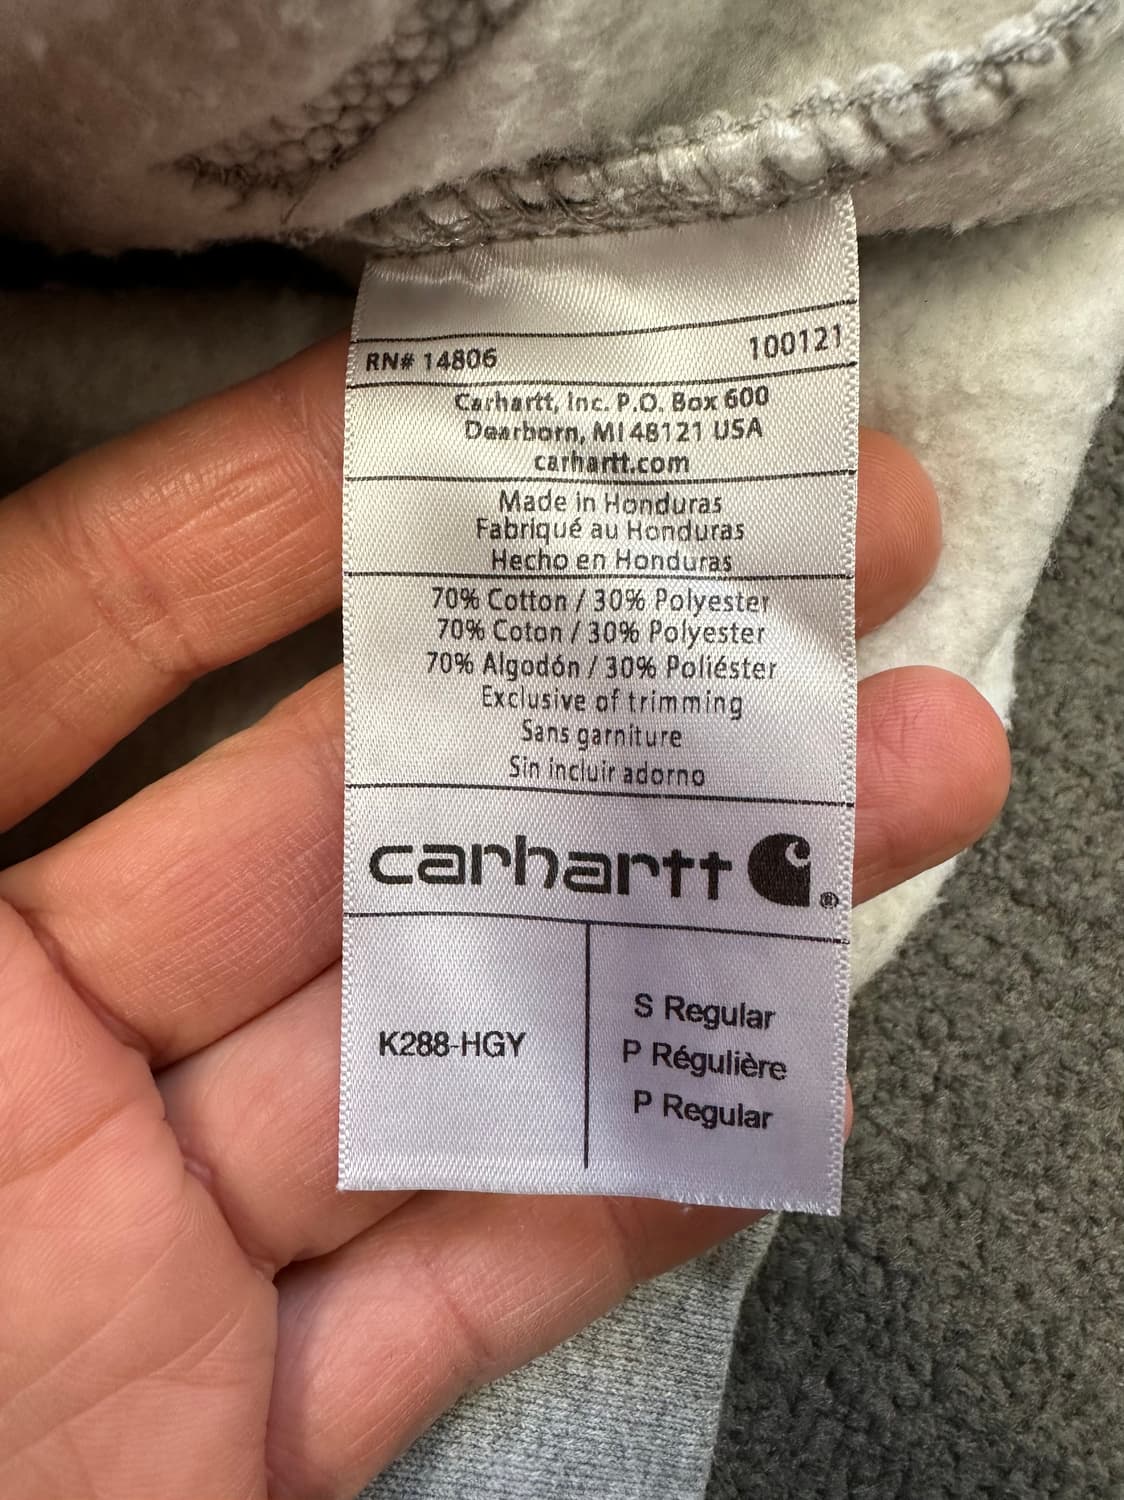 RN# 14806 100121
Carhartt, Inc. P.O. Box 600
Dearborn, MI 48121 USA
carhartt.com
Made in Honduras
Fabriqué au Honduras
Hecho en Honduras
70% Cotton / 30% Polyester
70% Coton / 30% Polyester
70% Algodón / 30% Poliéster
Exclusive of trimming
Sans garniture
Sin incluir adorno
carhartt ®
K288-HGY
S Regular
P Régulière
P Regular